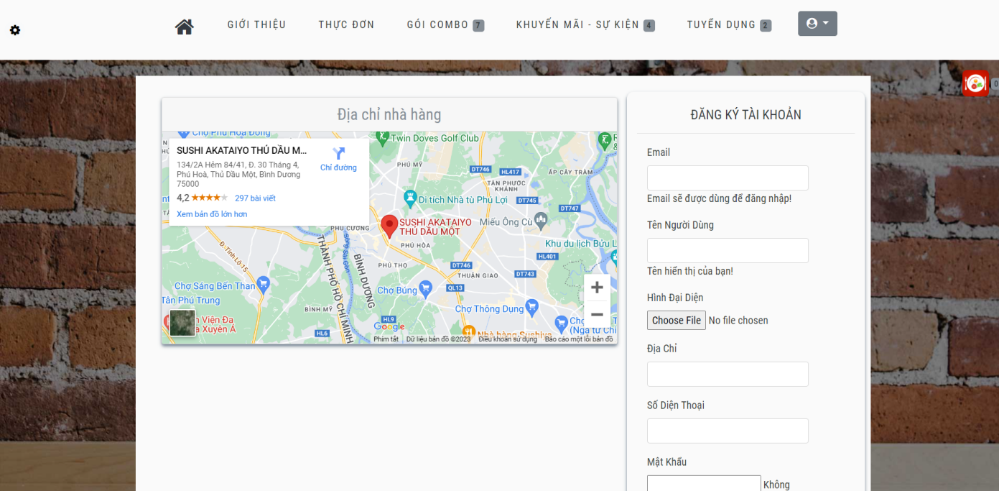 GIỚI THIỆU
THỰC ĐƠN
GÓI COMBO 7
KHUYẾN MÃI - SỰ KIỆN 4
TUYỂN DỤNG 2
0
Địa chỉ nhà hàng
Chợ Phú Hòa Đông
Twin Doves Golf Club
SUSHI AKATAIYO THỦ DẦU M...
134/2A Hẻm 84/41, Đ. 30 Tháng 4,
Phú Hoà, Thủ Dầu Một, Bình Dương
75000
Chỉ đường
4,2
297 bài viết
Xem bản đồ lớn hơn
PHÚ MỸ
DT746
HL417
ẤP CÂY TRÂM
TÂN PHƯỚC
KHÁNH
Di tích Nhà tù Phú Lợi
DT745
DT747
SUSHI AKATAIYO
THỦ DẦU MỘT
Miếu Ông Cù
PHÚ CƯỜNG
Sông Sài Gòn
PHÚ HÒA
Khu du lịch Bửu L
Đ. Tỉnh Lộ 15
THÀNH PHỐ HỒ CHÍ MINH
BÌNH DƯƠNG
HL401
PHÚ THỌ
DT746
THUẬN GIAO
DT743
Chợ Sáng Bến Than
Tân Phú Trung
Chợ Búng
QL13
BÌNH MỸ
Chợ Thông Dụng
HL9
n Viện Đa
a Xuyên Á
Google
HL6
(Ngã tư Chi
Nhà hàng Sushiya
Phím tắt
Dữ liệu bản đồ ©2023
Điều khoản sử dụng
Báo cáo một lỗi bản đồ
ĐĂNG KÝ TÀI KHOẢN
Email
Email sẽ được dùng để đăng nhập!
Tên Người Dùng
Tên hiển thị của bạn!
Hình Đại Diện
Choose File No file chosen
Địa Chỉ
Số Điện Thoại
Mật Khẩu
Không